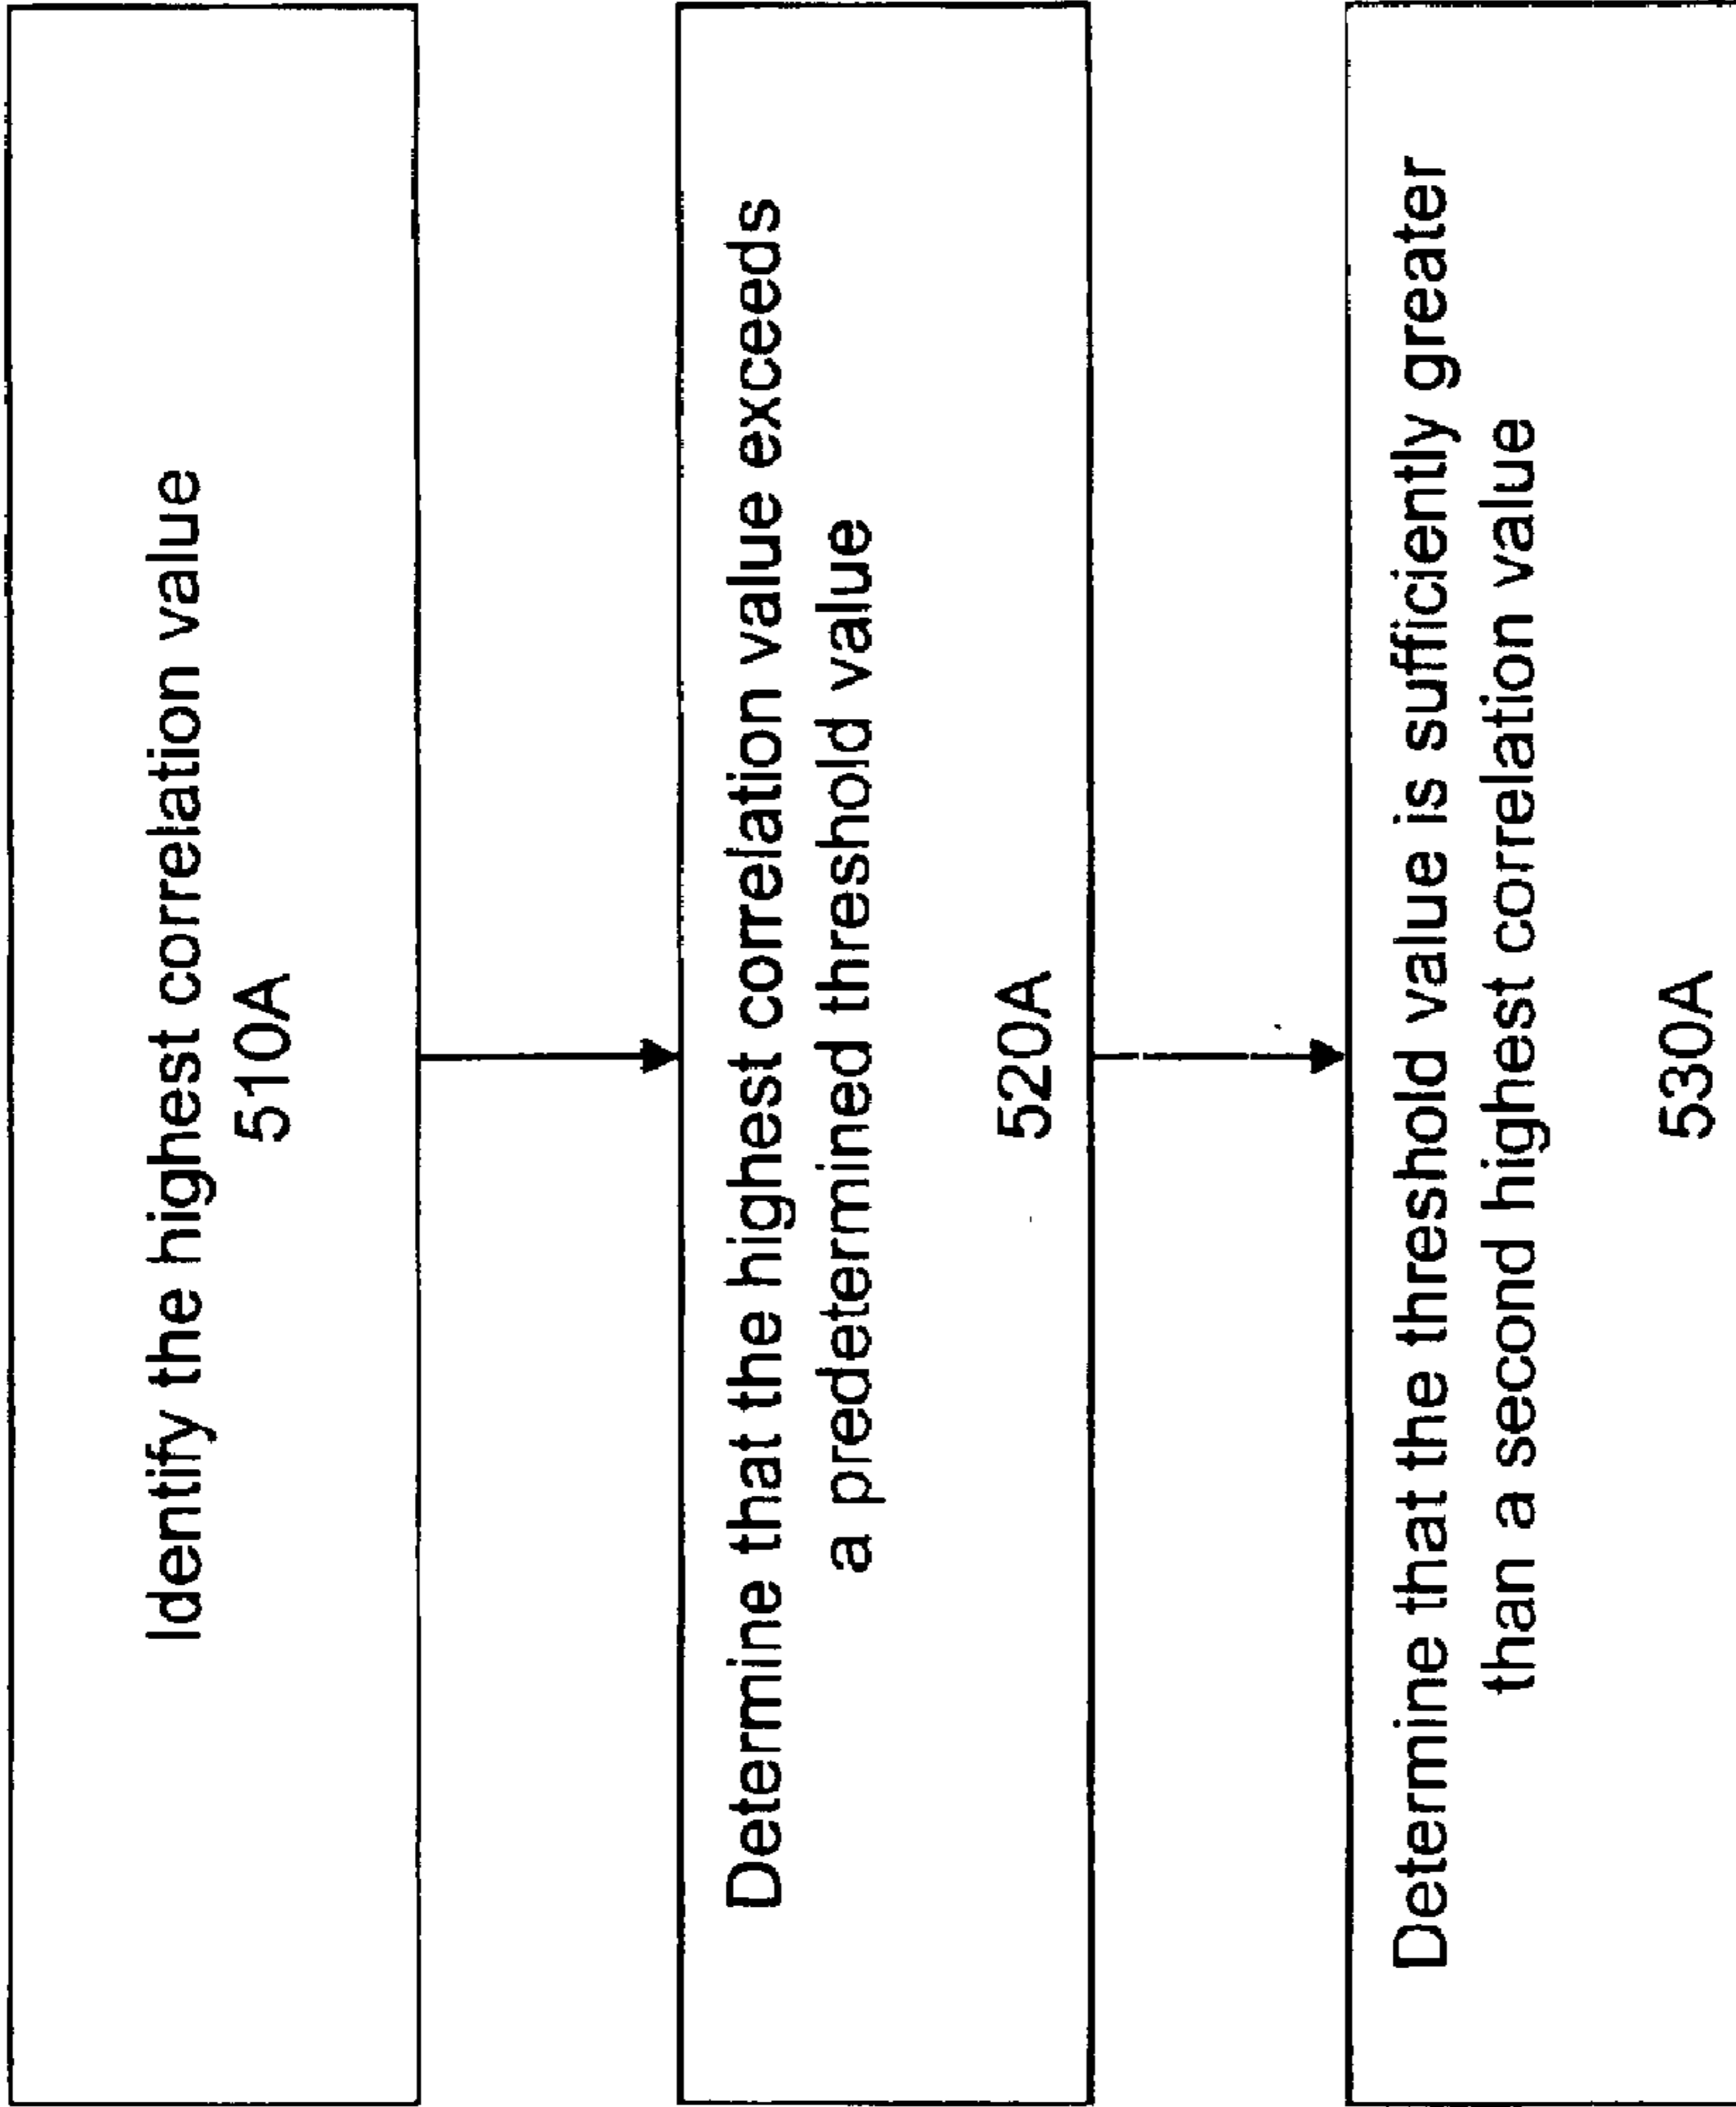 Identify the highest correlation value
510A
Determine that the highest correlation value exceeds
a predetermined threshold value
520A
Determine that the threshold value is sufficiently greater
than a second highest correlation value
530A